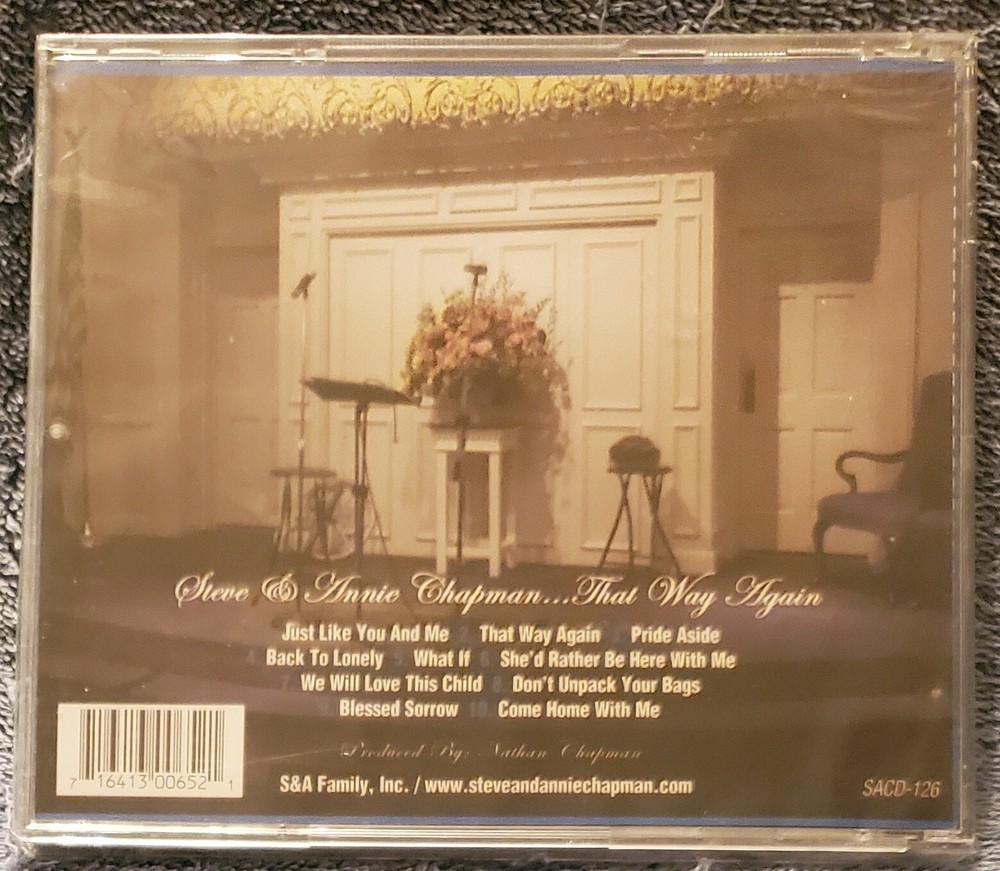 Steve & Annie Chapman...That Way Again
Just Like You And Me 2. That Way Again 3. Pride Aside
4. Back To Lonely 5. What If 6. She'd Rather Be Here With Me
7. We Will Love This Child 8. Don't Unpack Your Bags
9. Blessed Sorrow 10. Come Home With Me
Produced By: Nathan Chapman
S&A Family, Inc. / www.steveandanniechapman.com
7 16413 00652 1
SACD-126